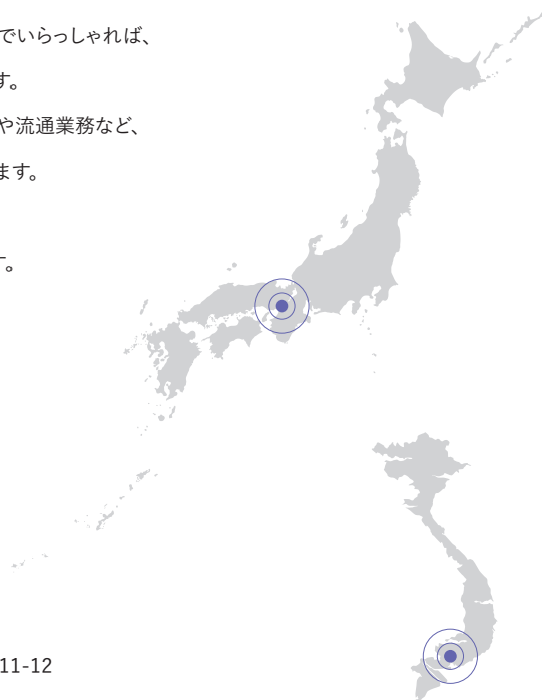 でいらっしゃれば、
す。
や流通業務など、
ます。
す。
11-12